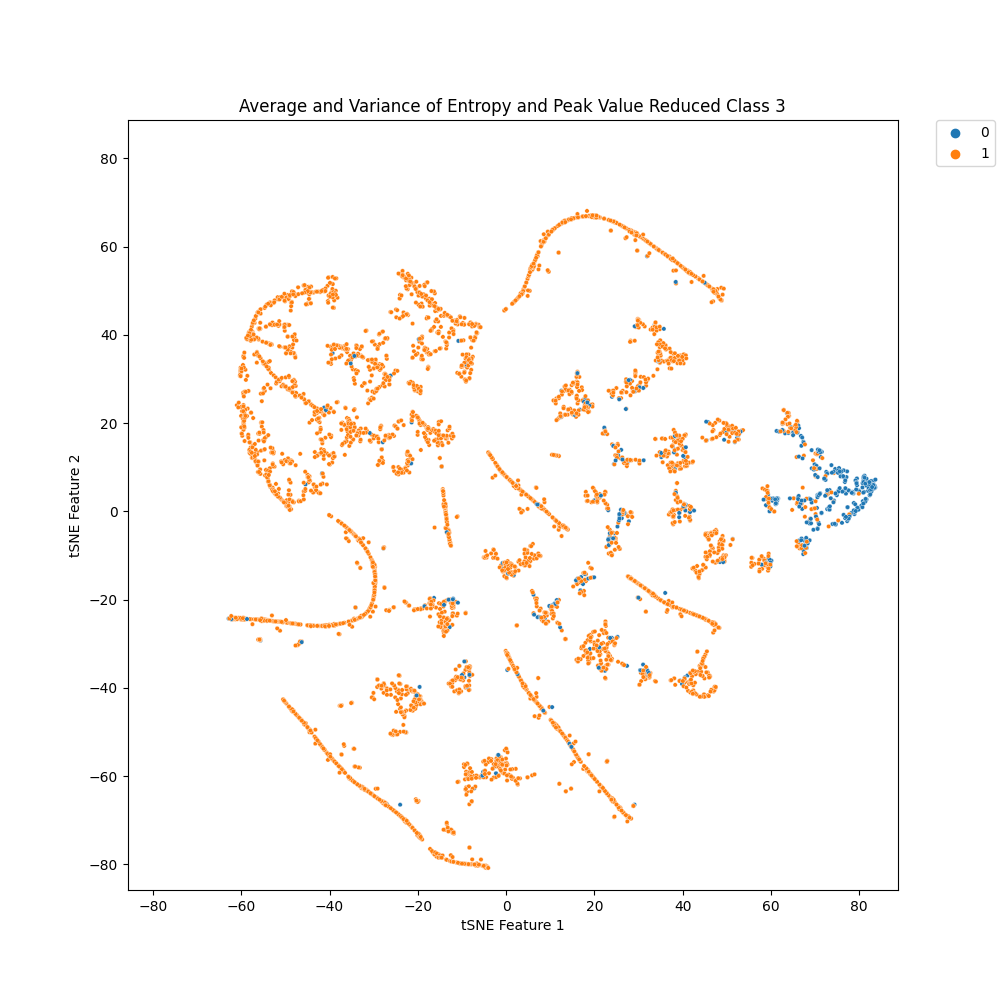 Average and Variance of Entropy and Peak Value Reduced Class 3
0
1
80
60
40
20
0
−20
−40
−60
−80
tSNE Feature 2
−80 −60 −40 −20 0 20 40 60 80
tSNE Feature 1